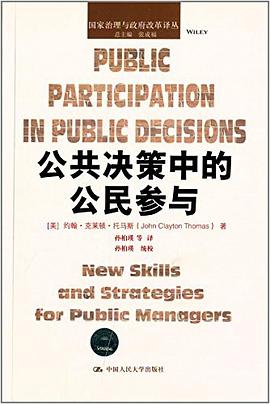 国家治理与政府改革译丛
总主编 张成福
WILEY
PUBLIC
PARTICIPATION
IN PUBLIC DECISIONS
公共决策中的
公民参与
[美] 约翰·克莱顿·托马斯（John Clayton Thomas） 著
孙柏瑛 等 译
孙柏瑛 统校
New Skills
and Strategies
for Public Managers
中国人民大学出版社